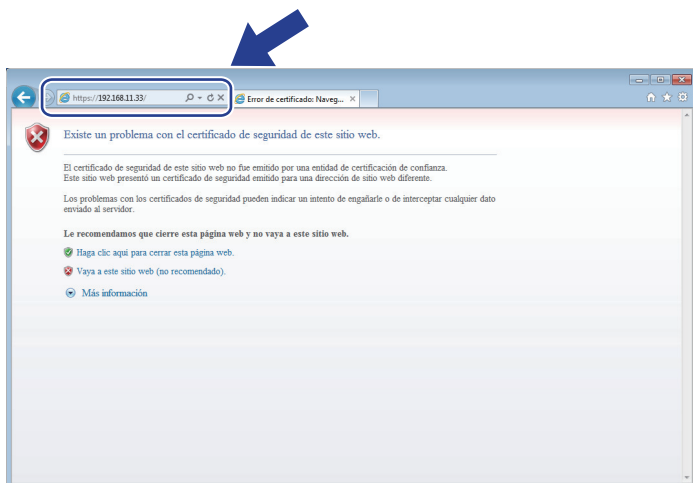 https://192.168.11.33/
Error de certificado: Naveg...
Existe un problema con el certificado de seguridad de este sitio web.
El certificado de seguridad de este sitio web no fue emitido por una entidad de certificación de confianza.
Este sitio web presentó un certificado de seguridad emitido para una dirección de sitio web diferente.
Los problemas con los certificados de seguridad pueden indicar un intento de engañarle o de interceptar cualquier dato
enviado al servidor.
Le recomendamos que cierre esta página web y no vaya a este sitio web.
Haga clic aquí para cerrar esta página web.
Vaya a este sitio web (no recomendado).
Más información